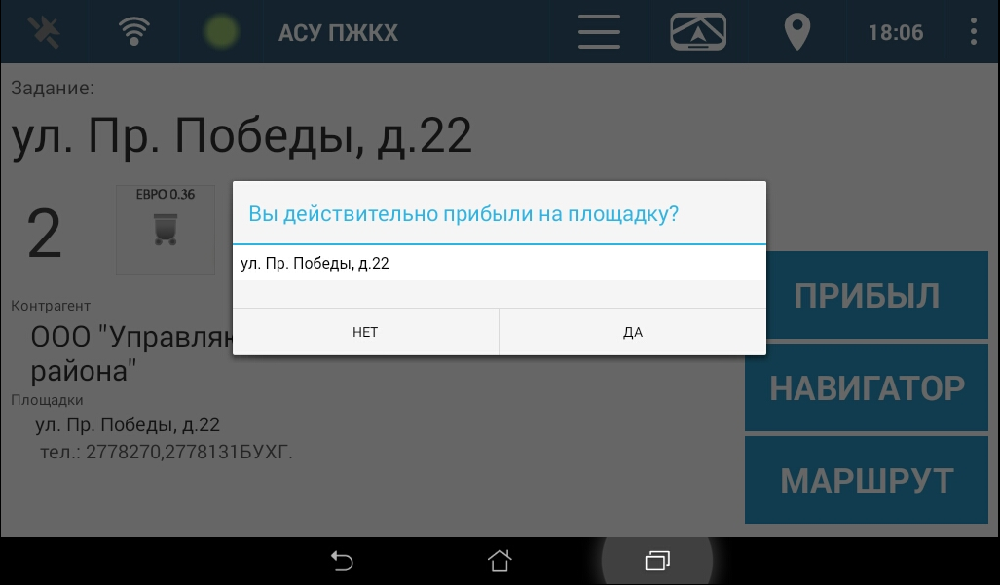 АСУ ПЖКХ
18:06
Задание:
ул. Пр. Победы, д.22
2
ЕВРО 0.36
Вы действительно прибыли на площадку?
ул. Пр. Победы, д.22
НЕТ
ДА
ПРИБЫЛ
НАВИГАТОР
МАРШРУТ
Контрагент
ООО "Управля
района"
Площадки
ул. Пр. Победы, д.22
тел.: 2778270,2778131БУХГ.